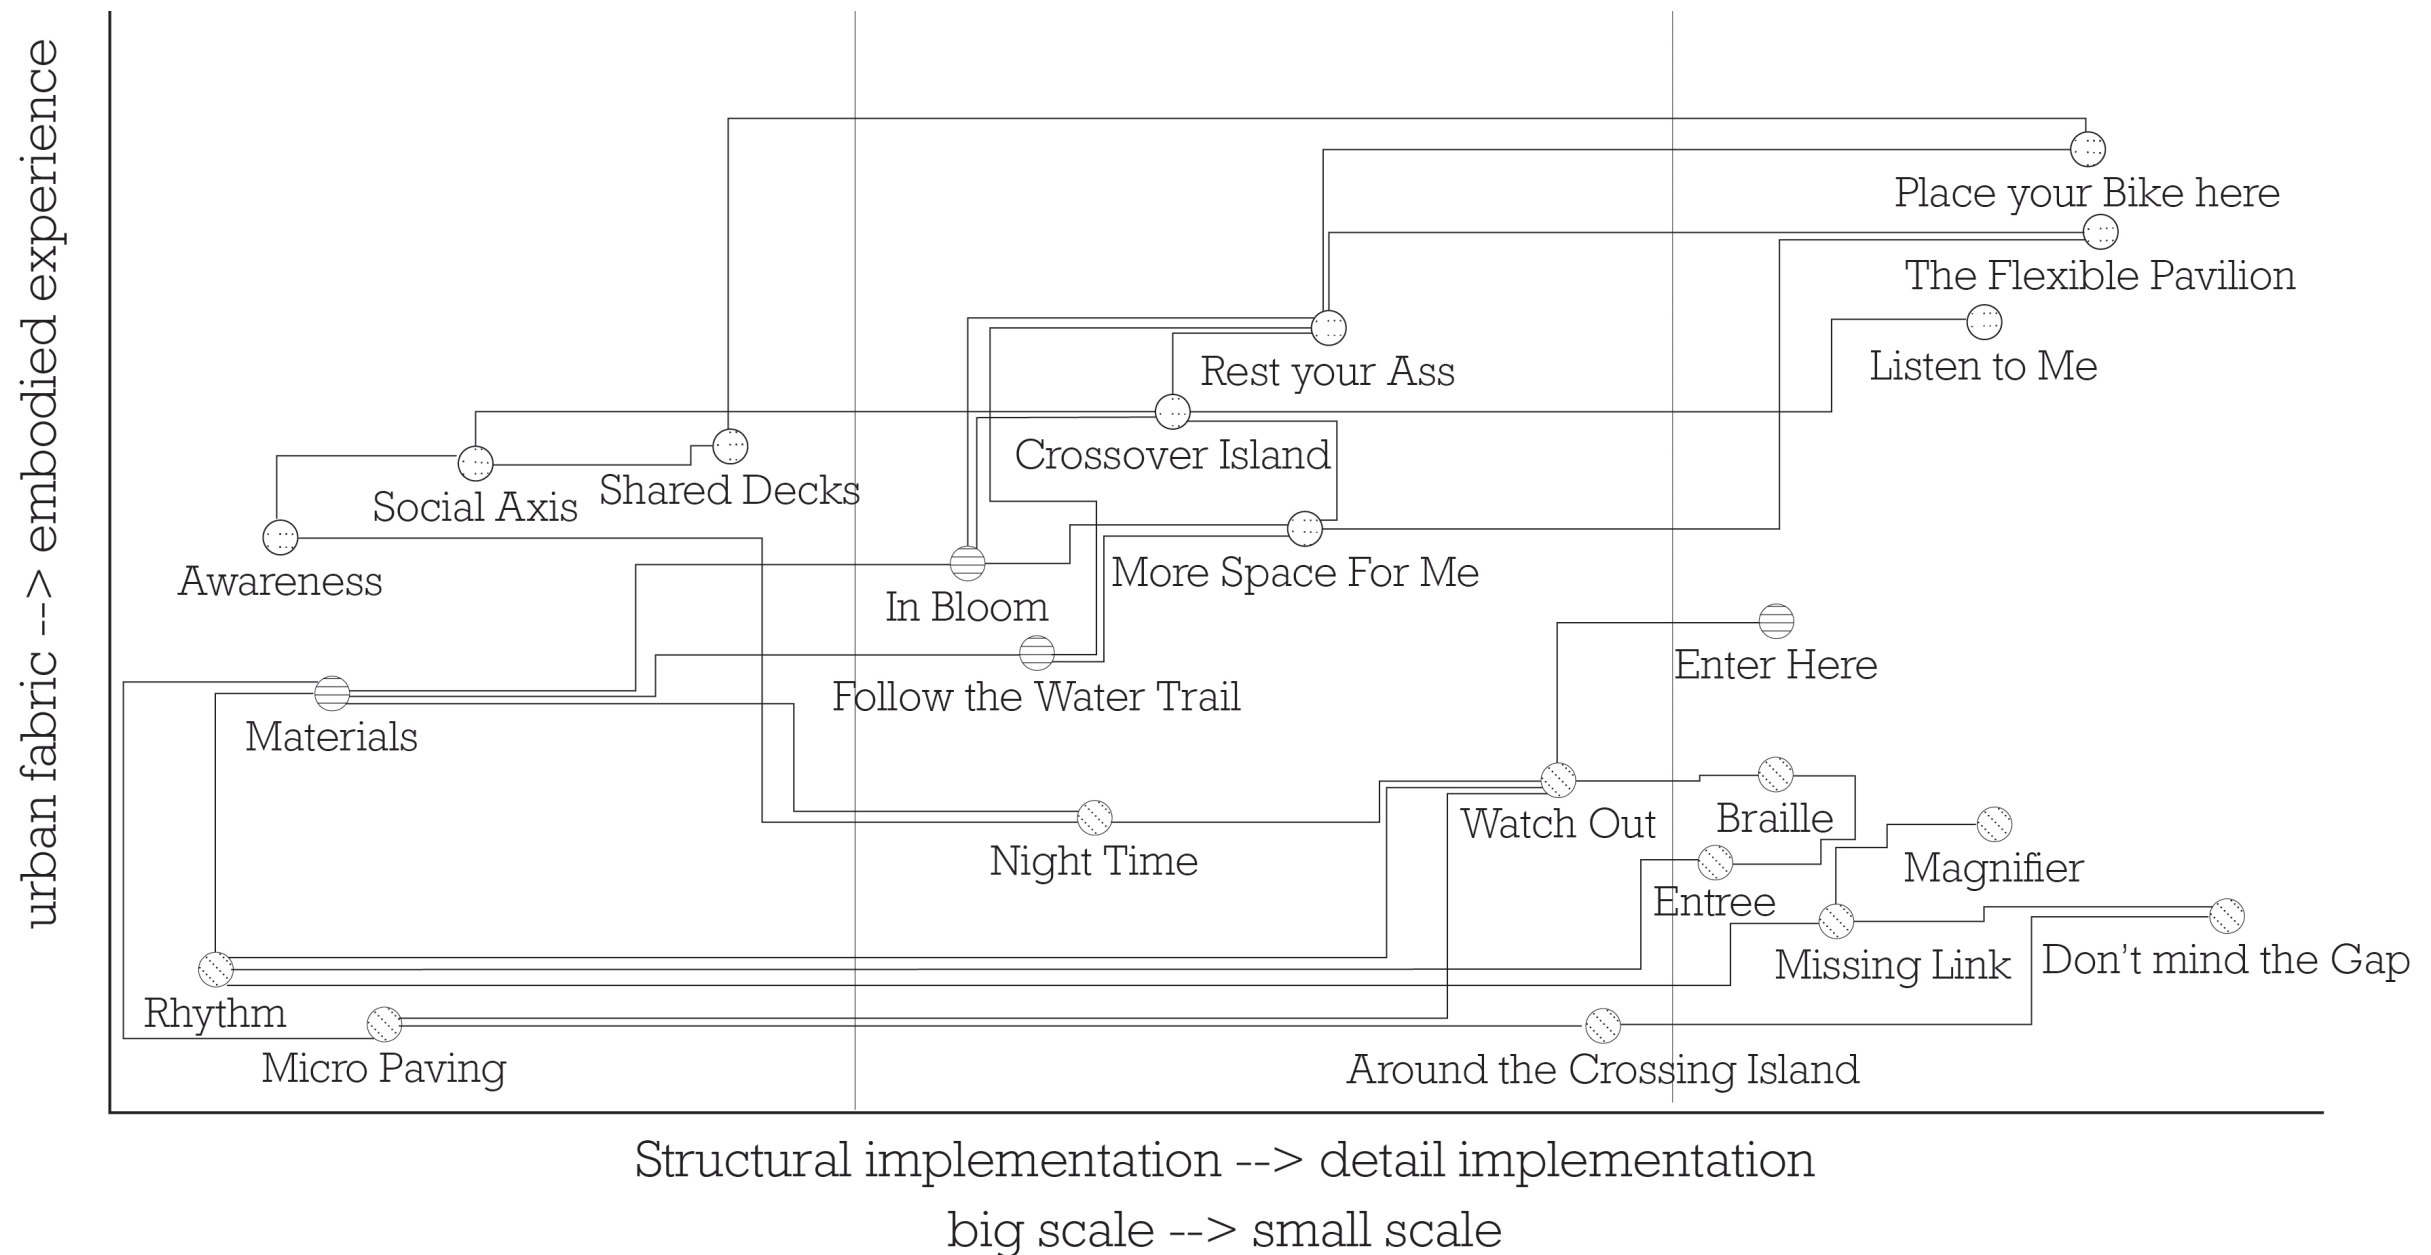 urban fabric --> embodied experience
Place your Bike here
The Flexible Pavilion
Listen to Me
Rest your Ass
Crossover Island
Shared Decks
Social Axis
Awareness
More Space For Me
In Bloom
Enter Here
Follow the Water Trail
Materials
Watch Out
Braille
Night Time
Magnifier
Entree
Missing Link
Don't mind the Gap
Rhythm
Micro Paving
Around the Crossing Island
Structural implementation --> detail implementation
big scale --> small scale